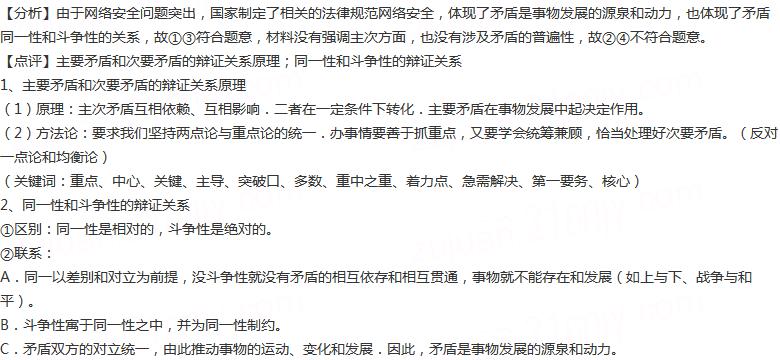 【分析】由于网络安全问题突出，国家制定了相关的法律规范网络安全，体现了矛盾是事物发展的源泉和动力，也体现了矛盾
同一性和斗争性的关系，故①③符合题意，材料没有强调主次方面，也没有涉及矛盾的普遍性，故②④不符合题意。
【点评】主要矛盾和次要矛盾的辩证关系原理；同一性和斗争性的辩证关系
1、主要矛盾和次要矛盾的辩证关系原理
（1）原理：主次矛盾互相依赖、互相影响．二者在一定条件下转化．主要矛盾在事物发展中起决定作用。
（2）方法论：要求我们坚持两点论与重点论的统一．办事情要善于抓重点，又要学会统筹兼顾，恰当处理好次要矛盾。（反对
一点论和均衡论）
（关键词：重点、中心、关键、主导、突破口、多数、重中之重、着力点、急需解决、第一要务、核心）
2、同一性和斗争性的辩证关系
①区别：同一性是相对的，斗争性是绝对的。
②联系：
A．同一以差别和对立为前提，没斗争性就没有矛盾的相互依存和相互贯通，事物就不能存在和发展（如上与下、战争与和
平）。
B．斗争性寓于同一性之中，并为同一性制约。
C．矛盾双方的对立统一，由此推动事物的运动、变化和发展．因此，矛盾是事物发展的源泉和动力。